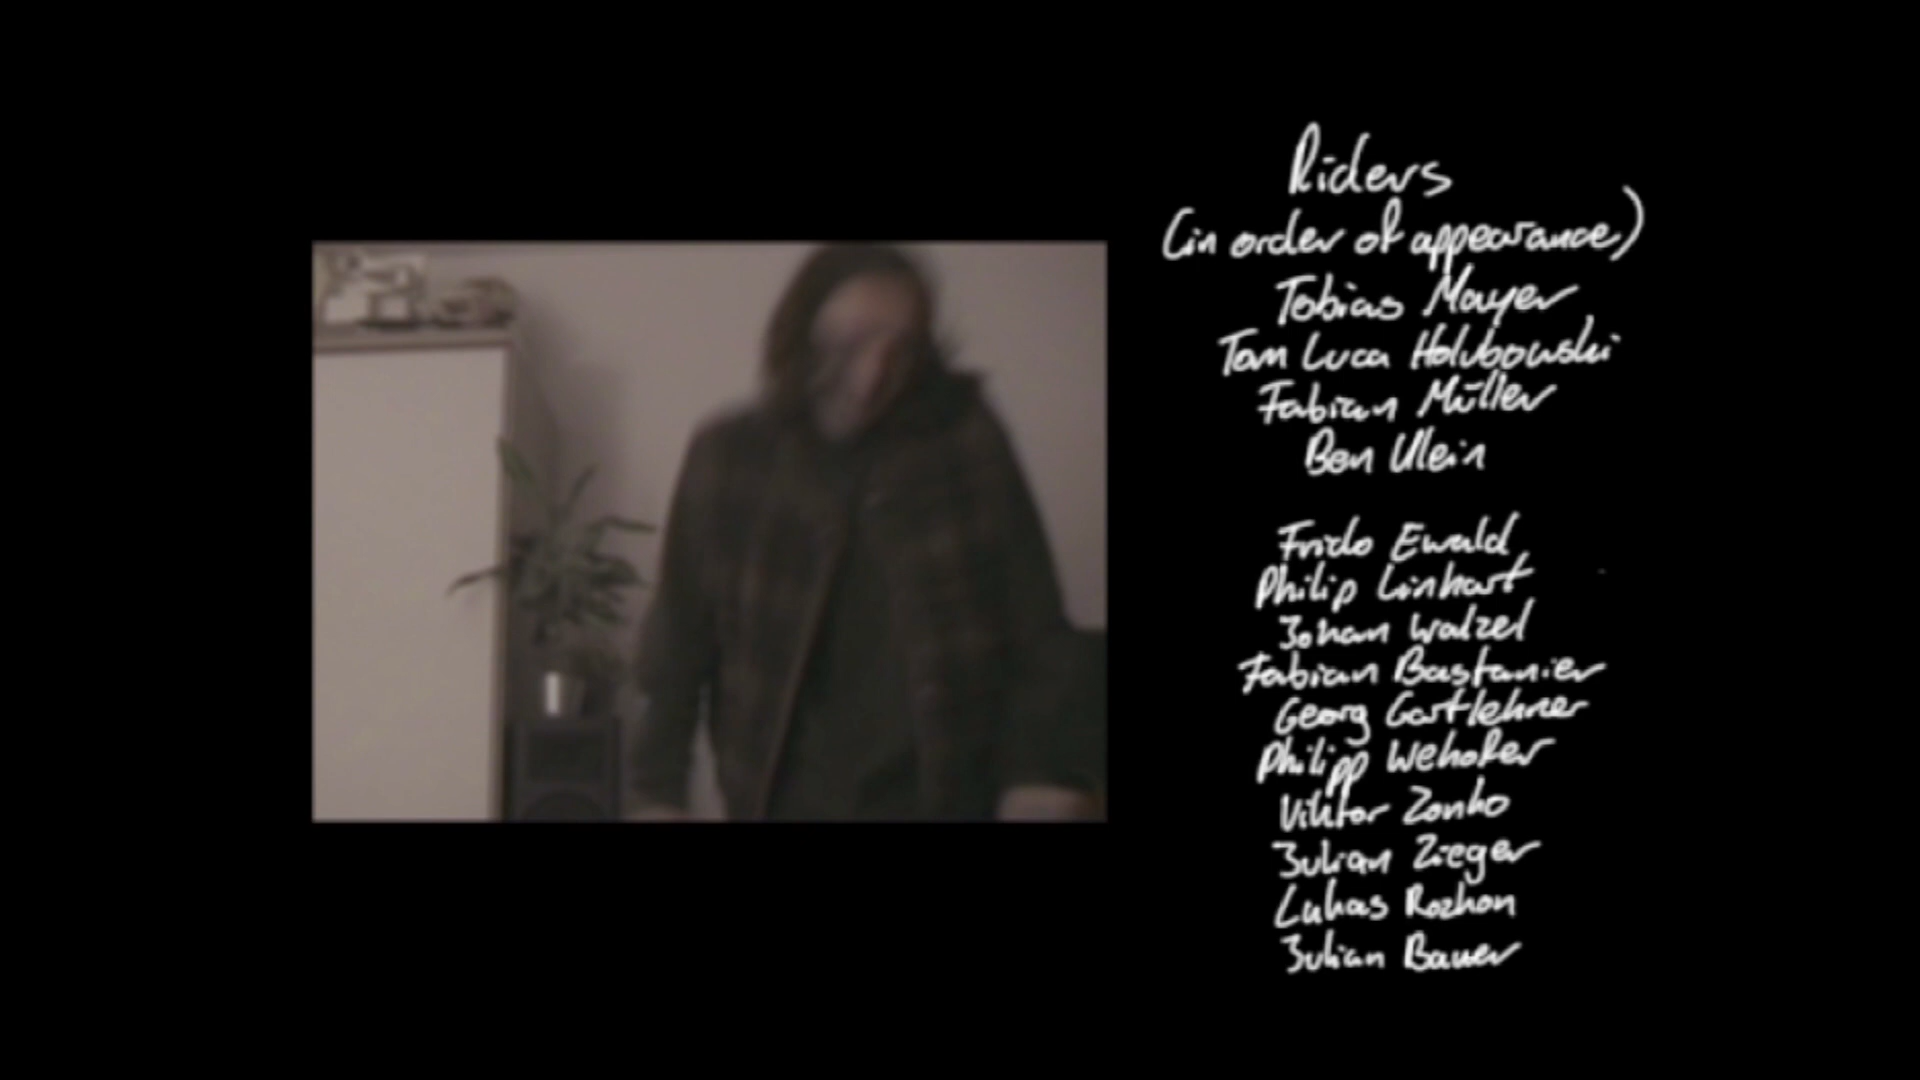 Riders
(in order of appearance)
Tobias Mayer
Tom Luca Holubowski
Fabian Müller
Ben Ulein
Frido Ewald
Philip Linhart
Johan Walzel
Fabian Bastanier
Georg Gartlehner
Philipp Wehofer
Viktor Zonko
Julian Zieger
Lukas Rozhon
Julian Bauer